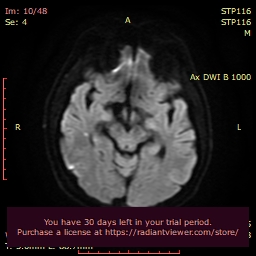 Im: 10/48
STP116
Se: 4
STP116
A
M
Ax DWI B 1000
R
L
You have 30 days left in your trial period.
Purchase a license at https://radiantviewer.com/store/